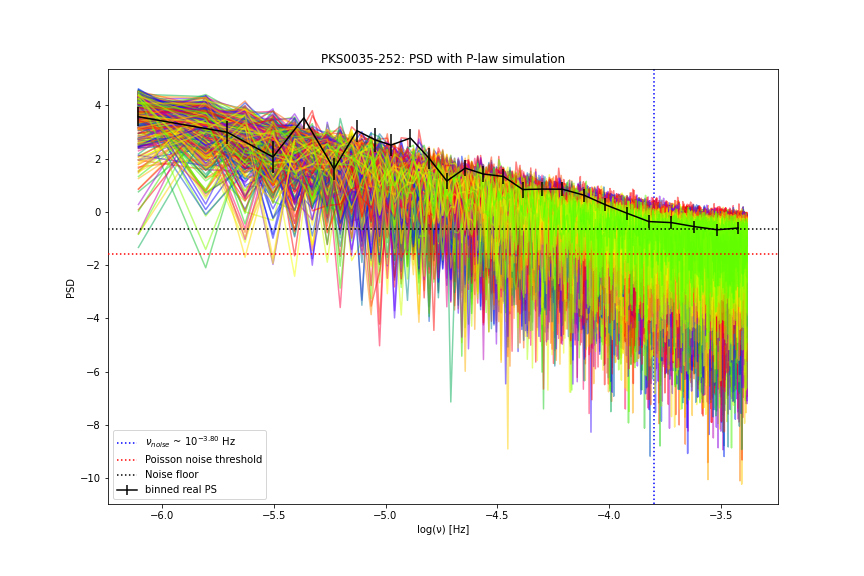 PKS0035-252: PSD with P-law simulation
PSD
4
2
0
−2
−4
−6
−8
−10
ν_noise ~ 10^−3.80 Hz
Poisson noise threshold
Noise floor
binned real PS
−6.0 −5.5 −5.0 −4.5 −4.0 −3.5
log(ν) [Hz]